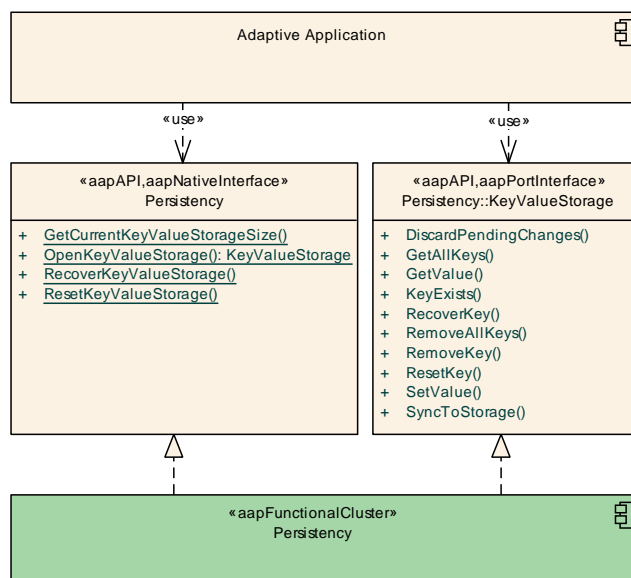 Adaptive Application
«use»
«use»
«aapAPI,aapNativeInterface»
Persistency
+ GetCurrentKeyValueStorageSize()
+ OpenKeyValueStorage(): KeyValueStorage
+ RecoverKeyValueStorage()
+ ResetKeyValueStorage()
«aapAPI,aapPortInterface»
Persistency::KeyValueStorage
+ DiscardPendingChanges()
+ GetAllKeys()
+ GetValue()
+ KeyExists()
+ RecoverKey()
+ RemoveAllKeys()
+ RemoveKey()
+ ResetKey()
+ SetValue()
+ SyncToStorage()
«aapFunctionalCluster»
Persistency